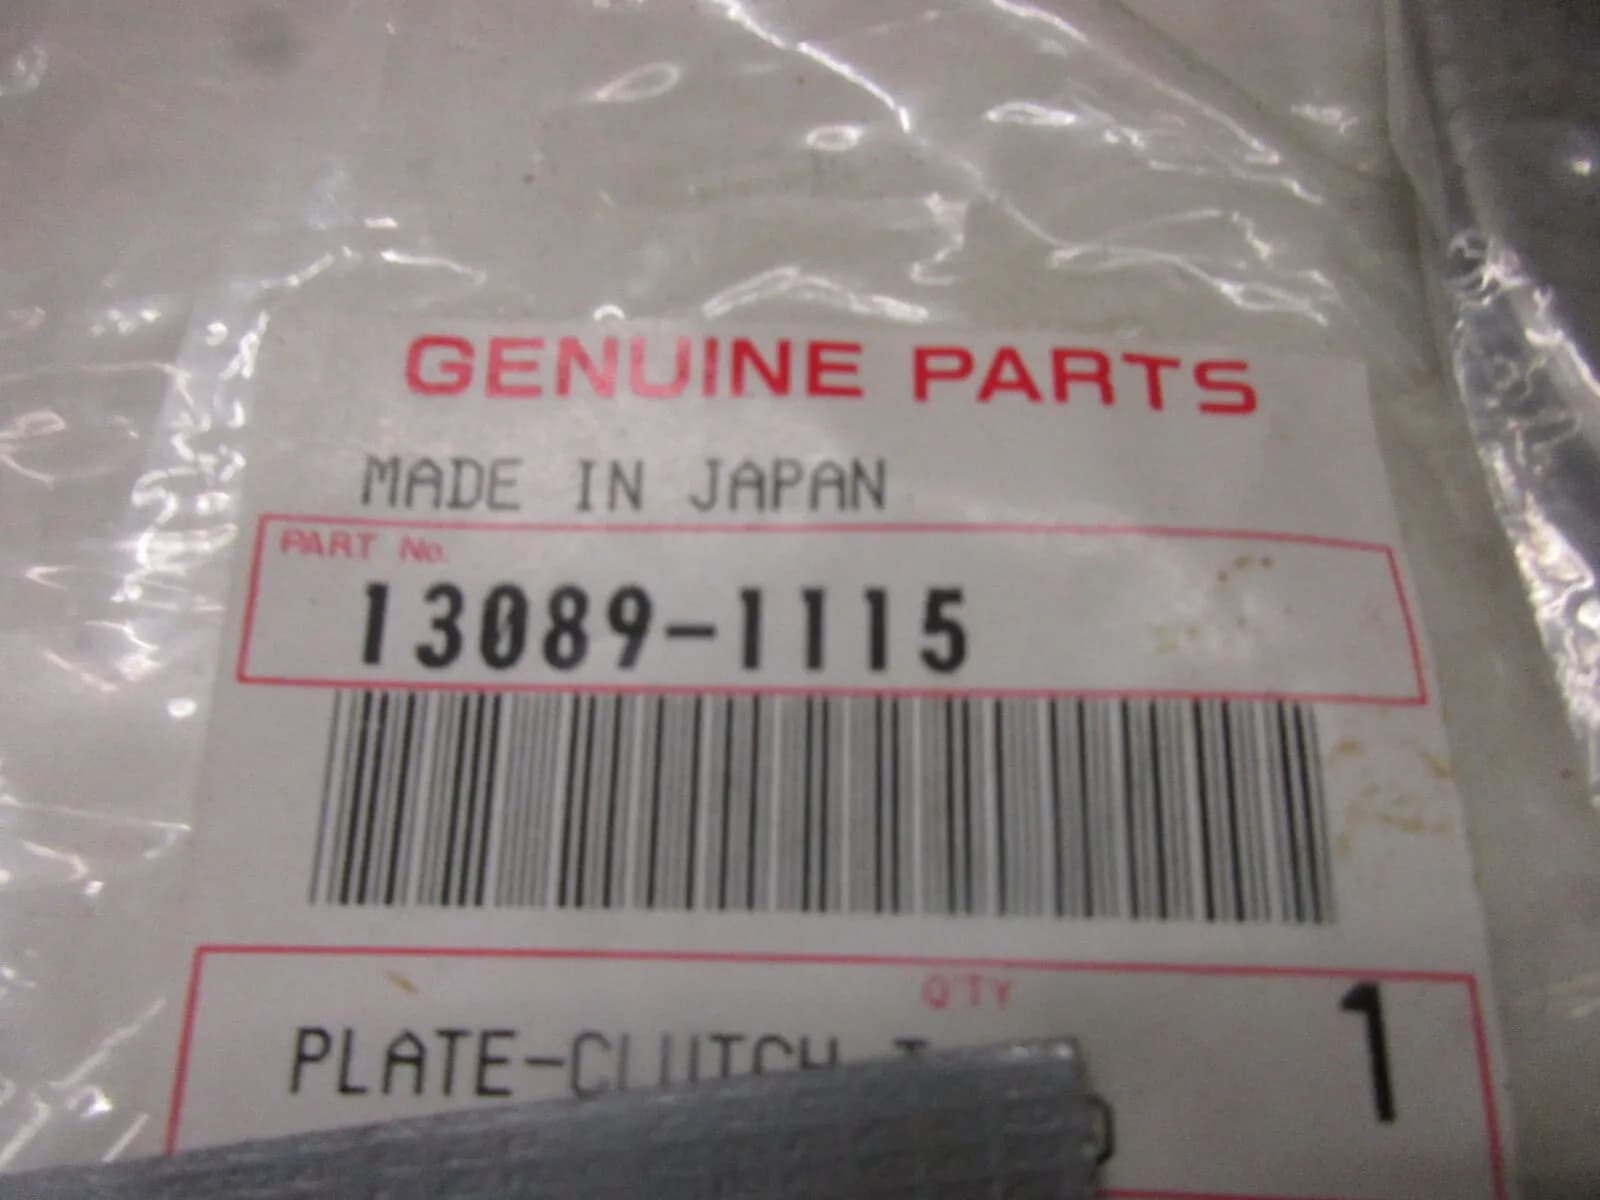 GENUINE PARTS
MADE IN JAPAN
PART No.
13089-1115
Q'TY
PLATE-CLUTCH
1